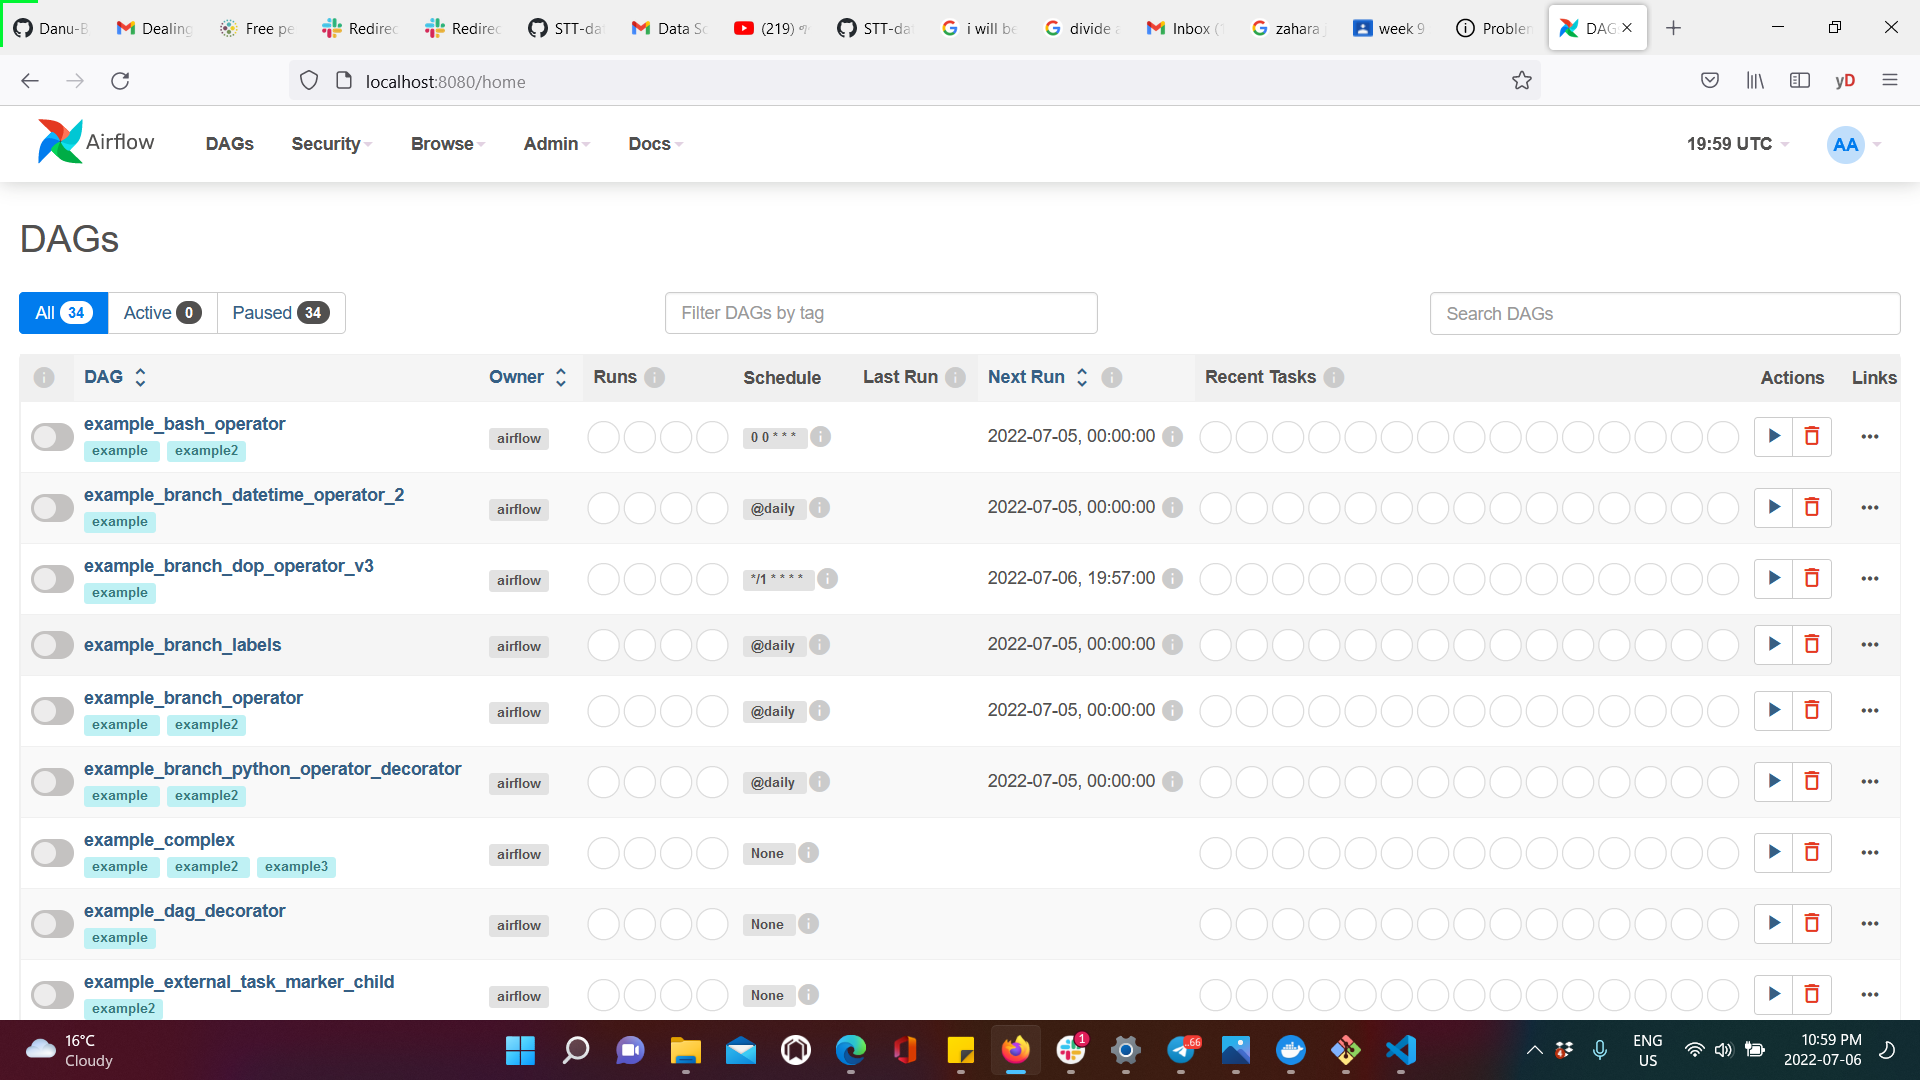 Danu-B Dealing Free pe Redirec Redirec STT-dat Data Sc (219) STT-dat i will be divide a Inbox (1 zahara j week 9 Problem DAG
localhost:8080/home yD
Airflow DAGs Security Browse Admin Docs 19:59 UTC AA
DAGs
All 34 Active 0 Paused 34 Filter DAGs by tag Search DAGs
DAG Owner Runs Schedule Last Run Next Run Recent Tasks Actions Links
example_bash_operator
example example2 airflow 0 0 * * * 2022-07-05, 00:00:00
example_branch_datetime_operator_2
example airflow @daily 2022-07-05, 00:00:00
example_branch_dop_operator_v3
example airflow */1 * * * * 2022-07-06, 19:57:00
example_branch_labels airflow @daily 2022-07-05, 00:00:00
example_branch_operator
example example2 airflow @daily 2022-07-05, 00:00:00
example_branch_python_operator_decorator
example example2 airflow @daily 2022-07-05, 00:00:00
example_complex
example example2 example3 airflow None
example_dag_decorator
example airflow None
example_external_task_marker_child
example2 airflow None
16°C
Cloudy
1
.66
ENG
US
10:59 PM
2022-07-06